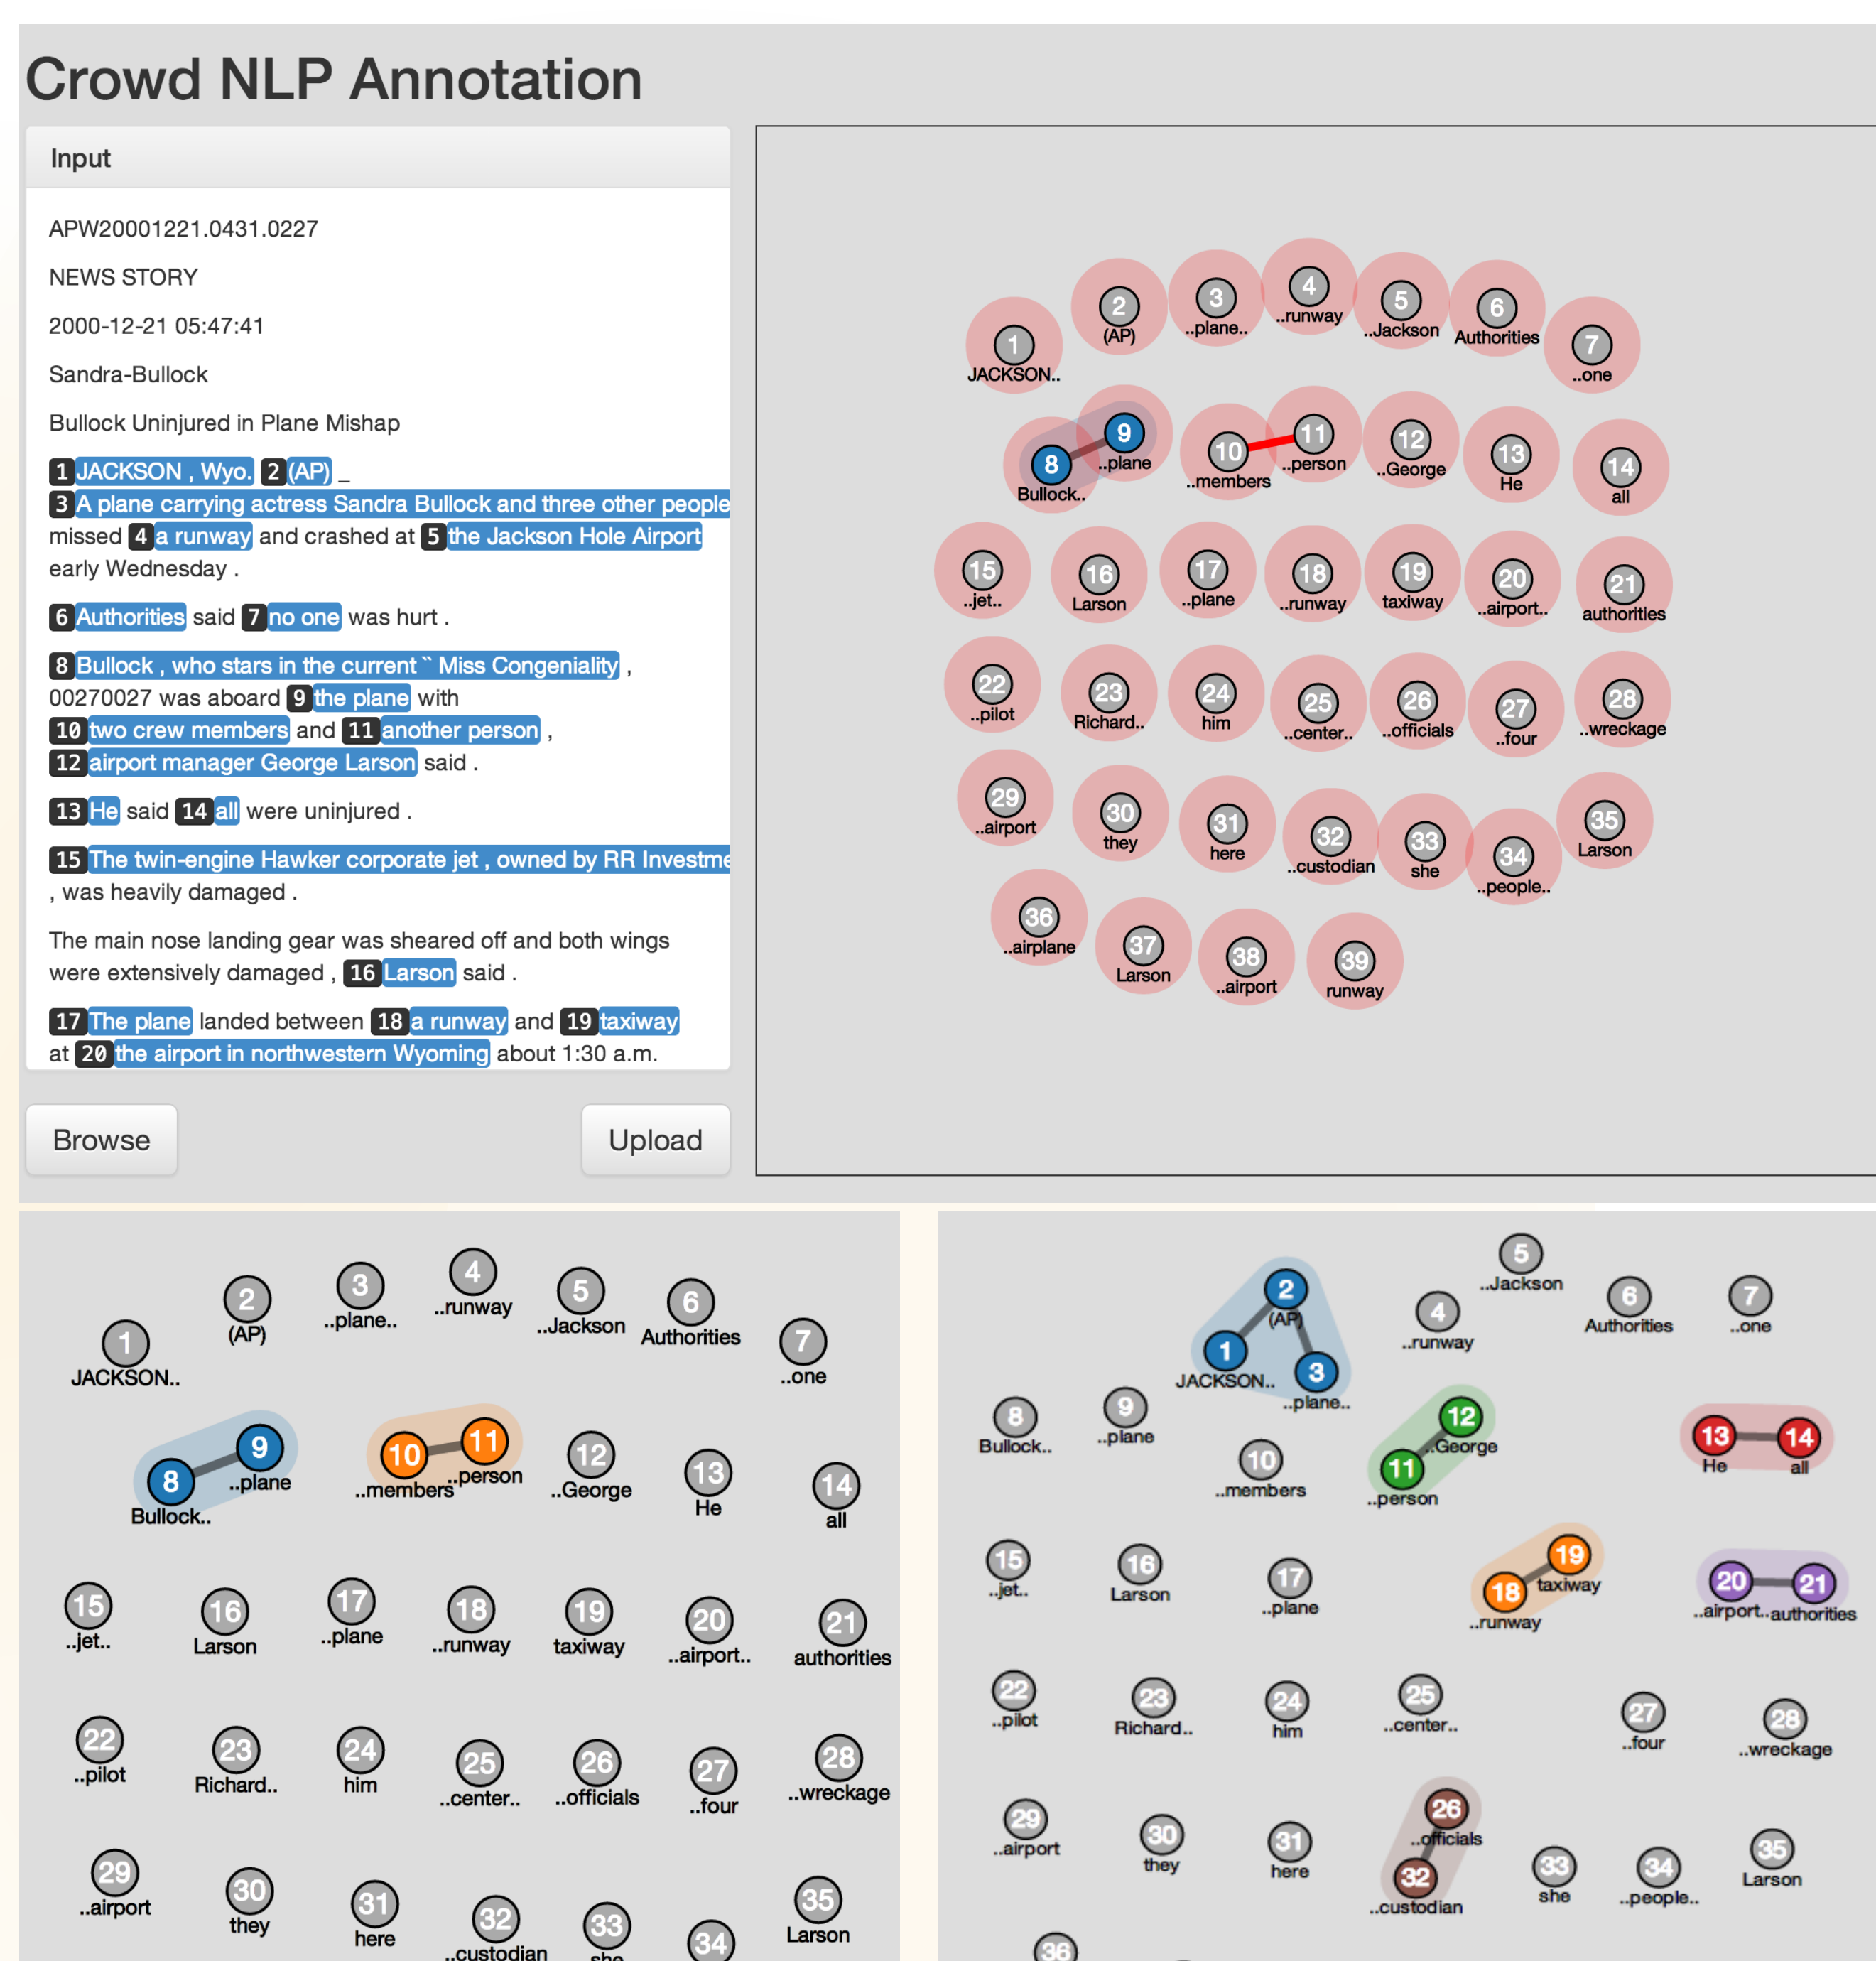 Crowd NLP Annotation
Input
APW20001221.0431.0227
NEWS STORY
2000-12-21 05:47:41
Sandra-Bullock
Bullock Uninjured in Plane Mishap
1 JACKSON , Wyo. 2 (AP) _
3 A plane carrying actress Sandra Bullock and three other people
missed 4 a runway and crashed at 5 the Jackson Hole Airport
early Wednesday .
6 Authorities said 7 no one was hurt .
8 Bullock , who stars in the current `` Miss Congeniality ,
00270027 was aboard 9 the plane with
10 two crew members and 11 another person ,
12 airport manager George Larson said .
13 He said 14 all were uninjured .
15 The twin-engine Hawker corporate jet , owned by RR Investme
, was heavily damaged .
The main nose landing gear was sheared off and both wings
were extensively damaged , 16 Larson said .
17 The plane landed between 18 a runway and 19 taxiway
at 20 the airport in northwestern Wyoming about 1:30 a.m.
Browse
Upload
1 JACKSON..
2 (AP)
3 ..plane..
4 ..runway
5 ..Jackson
6 Authorities
7 ..one
8 Bullock..
9 ..plane
10 ..members
11 ..person
12 ..George
13 He
14 all
15 ..jet..
16 Larson
17 ..plane
18 ..runway
19 taxiway
20 ..airport..
21 authorities
22 ..pilot
23 Richard..
24 him
25 ..center..
26 ..officials
27 ..four
28 ..wreckage
29 ..airport
30 they
31 here
32 ..custodian
33 she
34 ..people..
35 Larson
36 ..airplane
37 Larson
38 ..airport
39 runway
1 JACKSON..
2 (AP)
3 ..plane..
4 ..runway
5 ..Jackson
6 Authorities
7 ..one
8 Bullock..
9 ..plane
10 ..members
11 ..person
12 ..George
13 He
14 all
15 ..jet..
16 Larson
17 ..plane
18 ..runway
19 taxiway
20 ..airport..
21 authorities
22 ..pilot
23 Richard..
24 him
25 ..center..
26 ..officials
27 ..four
28 ..wreckage
29 ..airport
30 they
31 here
32 ..custodian
33 she
34
35 Larson
1 JACKSON..
2 (AP)
3 ..plane..
4 ..runway
5 ..Jackson
6 Authorities
7 ..one
8 Bullock..
9 ..plane
10 ..members
11 ..person
12 ..George
13 He
14 all
15 ..jet..
16 Larson
17 ..plane
18 ..runway
19 taxiway
20 ..airport..
21 authorities
22 ..pilot
23 Richard..
24 him
25 ..center..
27 ..four
28 ..wreckage
26 ..officials
29 ..airport
30 they
31 here
32 ..custodian
33 she
34 ..people..
35 Larson
36